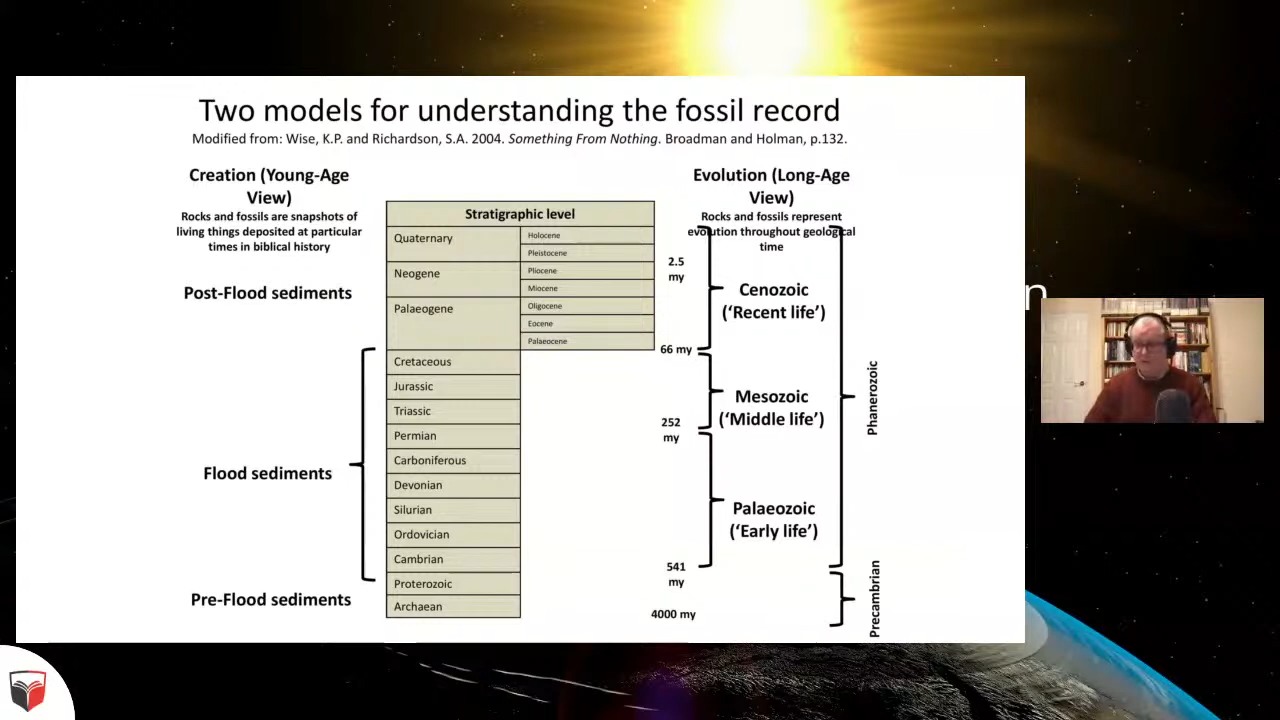 Two models for understanding the fossil record
Modified from: Wise, K.P. and Richardson, S.A. 2004. Something From Nothing. Broadman and Holman, p.132.
Creation (Young-Age
View)
Rocks and fossils are snapshots of
living things deposited at particular
times in biblical history
Post-Flood sediments
Flood sediments
Pre-Flood sediments
Stratigraphic level
Quaternary
Holocene
Pleistocene
Neogene
Pliocene
Miocene
Palaeogene
Oligocene
Eocene
Palaeocene
Cretaceous
Jurassic
Triassic
Permian
Carboniferous
Devonian
Silurian
Ordovician
Cambrian
Proterozoic
Archaean
Evolution (Long-Age
View)
Rocks and fossils represent
evolution throughout geological
time
2.5
my
66 my
252
my
541
my
4000 my
Cenozoic
(‘Recent life’)
Mesozoic
(‘Middle life’)
Palaeozoic
(‘Early life’)
Phanerozoic
Precambrian
n